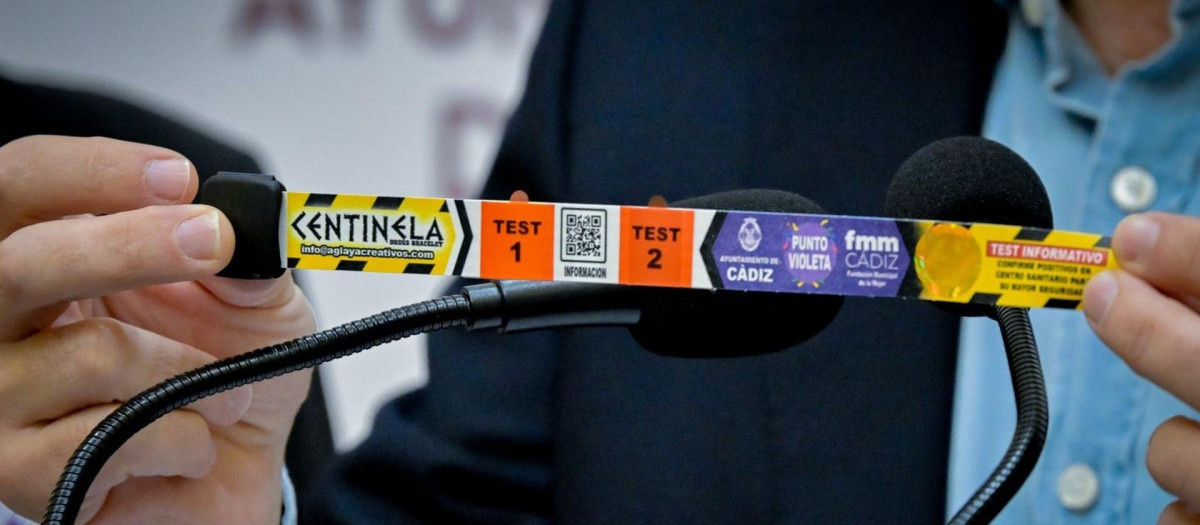 CENTINELA
DRUGS BRACELET
info@aglayacreativos.com
TEST
1
INFORMACION
TEST
2
AYUNTAMIENTO DE
CÁDIZ
PUNTO
VIOLETA
fmm
CÁDIZ
Fundación Municipal
de la Mujer
TEST INFORMATIVO
CONFIRME POSITIVOS EN
CENTRO SANITARIO PARA
SU MAYOR SEGURIDAD